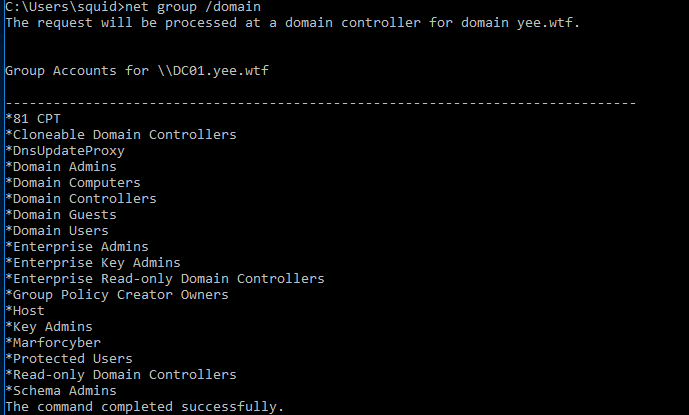 C:\Users\squid>net group /domain
The request will be processed at a domain controller for domain yee.wtf.
Group Accounts for \\DC01.yee.wtf
-------------------------------------------------------------------------------
*81 CPT
*Cloneable Domain Controllers
*DnsUpdateProxy
*Domain Admins
*Domain Computers
*Domain Controllers
*Domain Guests
*Domain Users
*Enterprise Admins
*Enterprise Key Admins
*Enterprise Read-only Domain Controllers
*Group Policy Creator Owners
*Host
*Key Admins
*Marforcyber
*Protected Users
*Read-only Domain Controllers
*Schema Admins
The command completed successfully.